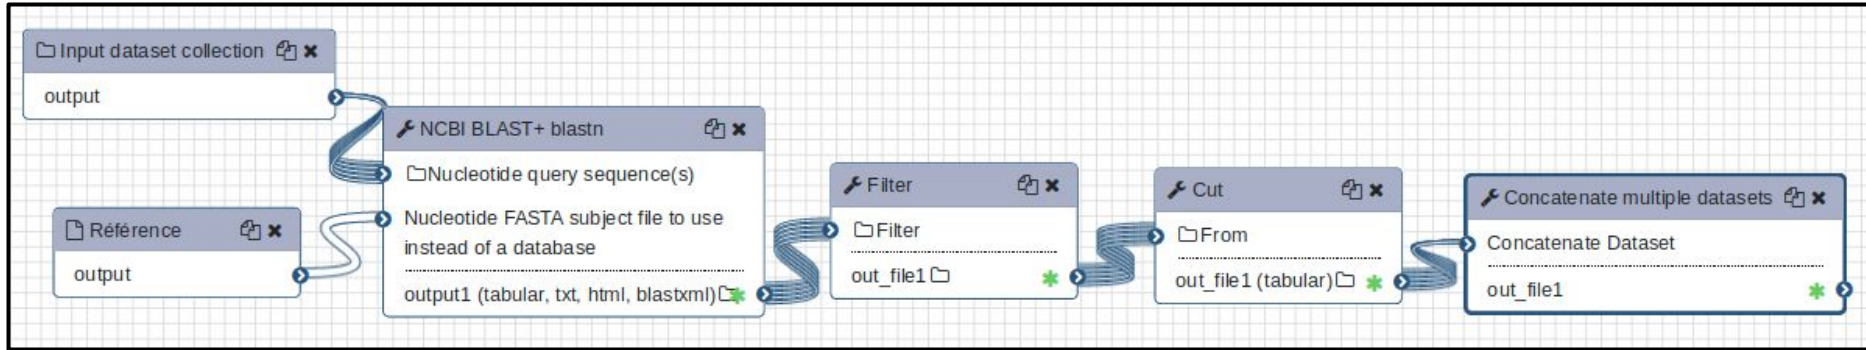 Input dataset collection
output
Référence
output
NCBI BLAST+ blastn
Nucleotide query sequence(s)
Nucleotide FASTA subject file to use
instead of a database
output1 (tabular, txt, html, blastxml)
Filter
Filter
out_file1
Cut
From
out_file1 (tabular)
Concatenate multiple datasets
Concatenate Dataset
out_file1